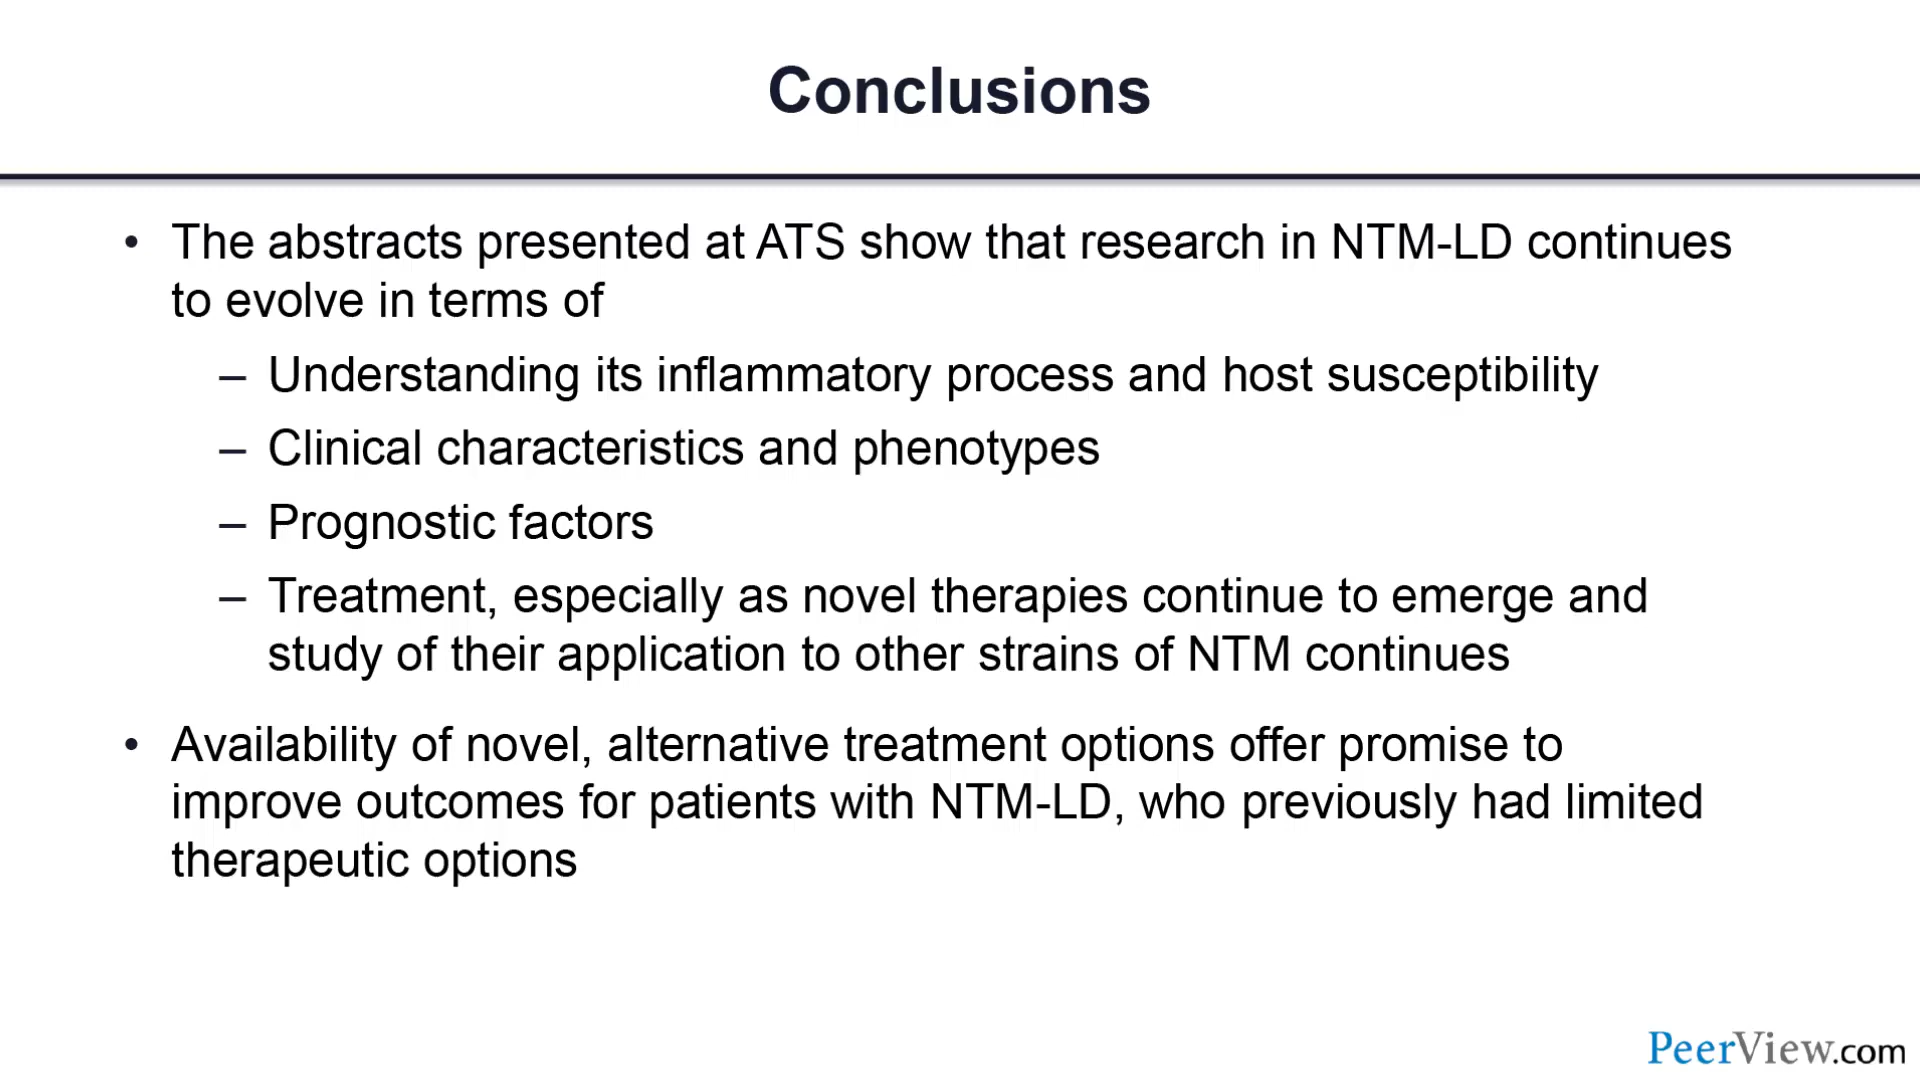 Conclusions
• The abstracts presented at ATS show that research in NTM-LD continues
to evolve in terms of
– Understanding its inflammatory process and host susceptibility
– Clinical characteristics and phenotypes
– Prognostic factors
– Treatment, especially as novel therapies continue to emerge and
study of their application to other strains of NTM continues
• Availability of novel, alternative treatment options offer promise to
improve outcomes for patients with NTM-LD, who previously had limited
therapeutic options
PeerView.com